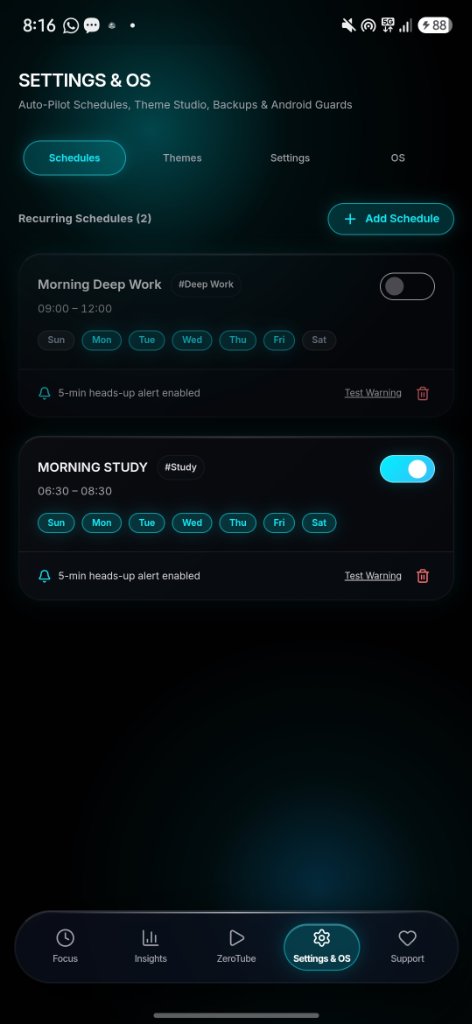 8:16
5G
88
SETTINGS & OS
Auto-Pilot Schedules, Theme Studio, Backups & Android Guards
Schedules Themes Settings OS
Recurring Schedules (2) + Add Schedule
Morning Deep Work #Deep Work
09:00 – 12:00
Sun Mon Tue Wed Thu Fri Sat
5-min heads-up alert enabled Test Warning
MORNING STUDY #Study
06:30 – 08:30
Sun Mon Tue Wed Thu Fri Sat
5-min heads-up alert enabled Test Warning
Focus Insights ZeroTube Settings & OS Support